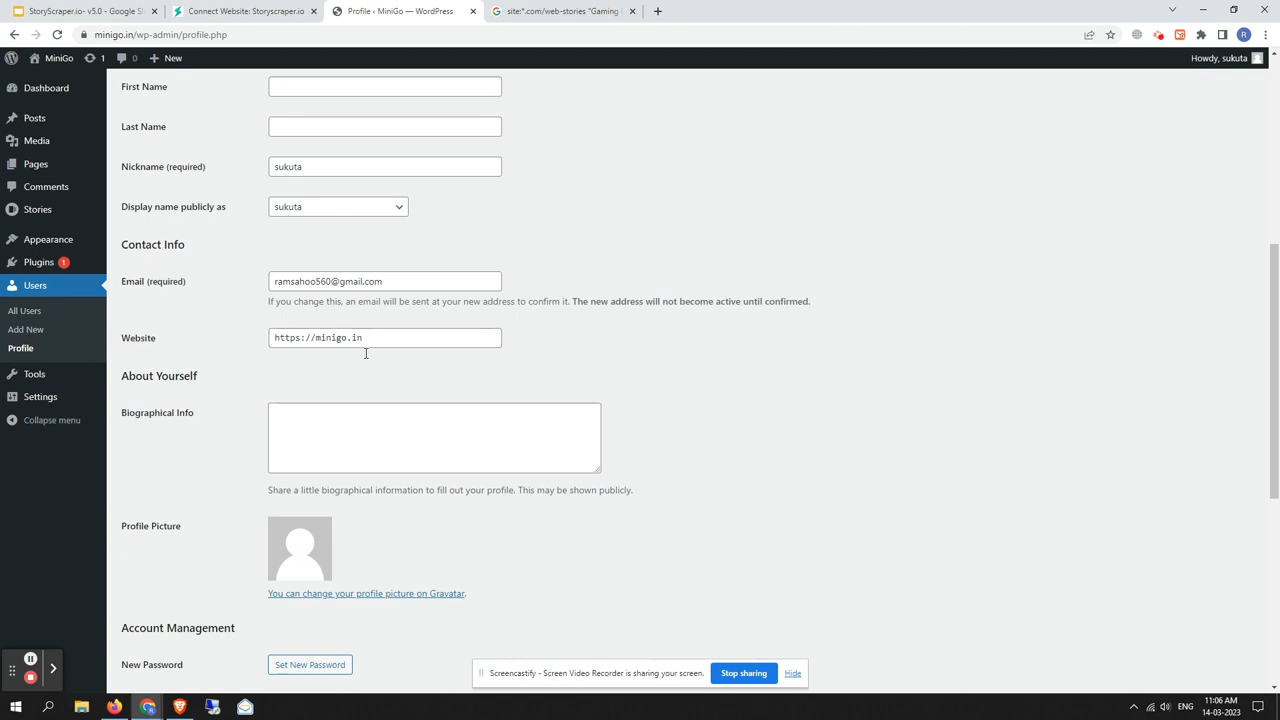 StoryScraper.io- v5.0 - Google Sl
Connect Website: Storyscraper.io
Profile ‹ MiniGo — WordPress
site:*.com/web-stories "Gaming
minigo.in/wp-admin/profile.php
R
MiniGo
1
0
New
Howdy, sukuta
Dashboard
Posts
Media
Pages
Comments
Stories
Appearance
Plugins 1
Users
All Users
Add New
Profile
Tools
Settings
Collapse menu
First Name
Last Name
Nickname (required)
sukuta
Display name publicly as
sukuta
Contact Info
Email (required)
ramsahoo560@gmail.com
If you change this, an email will be sent at your new address to confirm it. The new address will not become active until confirmed.
Website
https://minigo.in
About Yourself
Biographical Info
Share a little biographical information to fill out your profile. This may be shown publicly.
Profile Picture
You can change your profile picture on Gravatar.
Account Management
New Password
Set New Password
Screencastify - Screen Video Recorder is sharing your screen.
Stop sharing
Hide
ENG
11:06 AM
14-03-2023